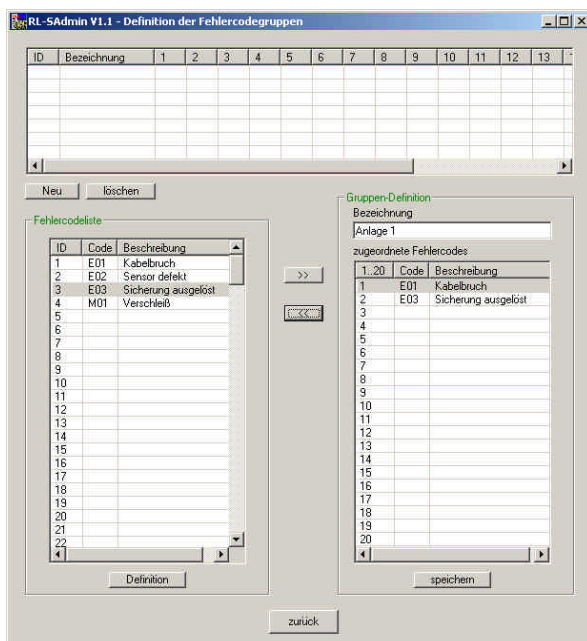 RL-SAdmin V1.1 - Definition der Fehlercodegruppen
ID Bezeichnung 1 2 3 4 5 6 7 8 9 10 11 12 13
Neu löschen
Fehlercodeliste
ID Code Beschreibung
1 E01 Kabelbruch
2 E02 Sensor defekt
3 E03 Sicherung ausgelöst
4 M01 Verschleiß
5
6
7
8
9
10
11
12
13
14
15
16
17
18
19
20
21
22
Definition
>>
<<
Gruppen-Definition
Bezeichnung
Anlage 1
zugeordnete Fehlercodes
1..20 Code Beschreibung
1 E01 Kabelbruch
2 E03 Sicherung ausgelöst
3
4
5
6
7
8
9
10
11
12
13
14
15
16
17
18
19
20
speichern
zurück